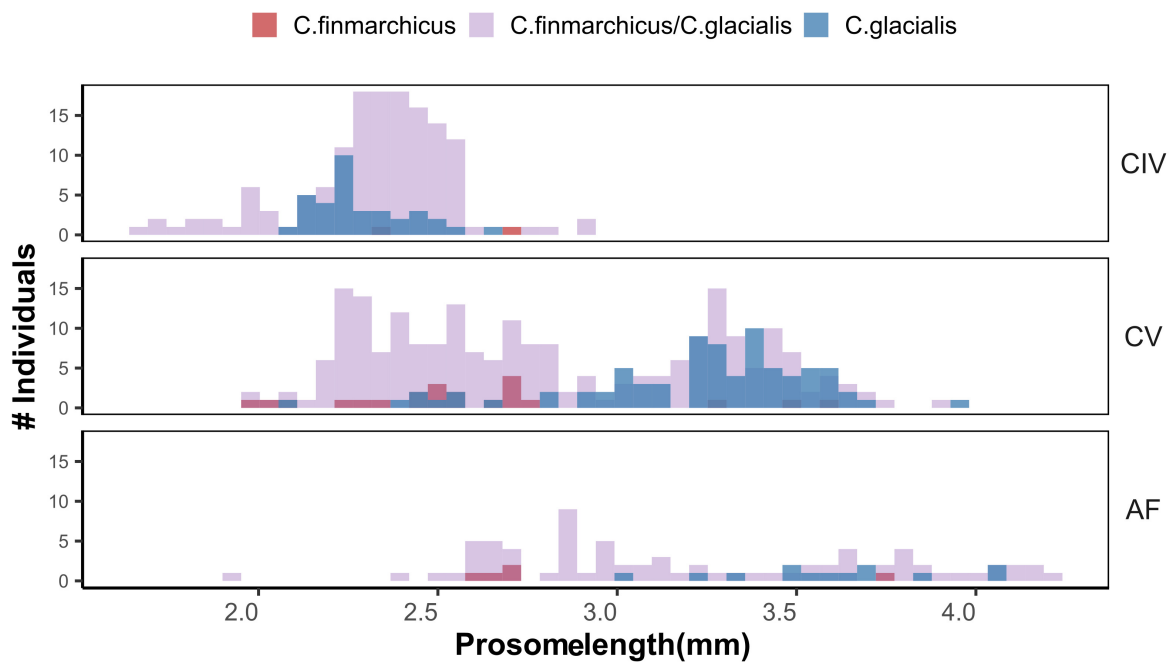 C.finmarchicus C.finmarchicus/C.glacialis C.glacialis
15
10
5
0
CIV
15
10
5
0
CV
15
10
5
0
AF
# Individuals
2.0 2.5 3.0 3.5 4.0
Prosomelength(mm)